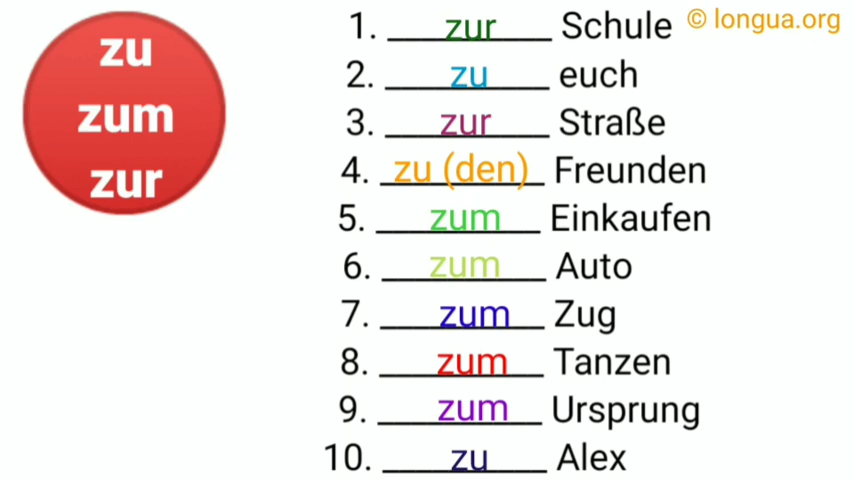 zu
zum
zur
© longua.org
1. zur Schule
2. zu euch
3. zur Straße
4. zu (den) Freunden
5. zum Einkaufen
6. zum Auto
7. zum Zug
8. zum Tanzen
9. zum Ursprung
10. zu Alex